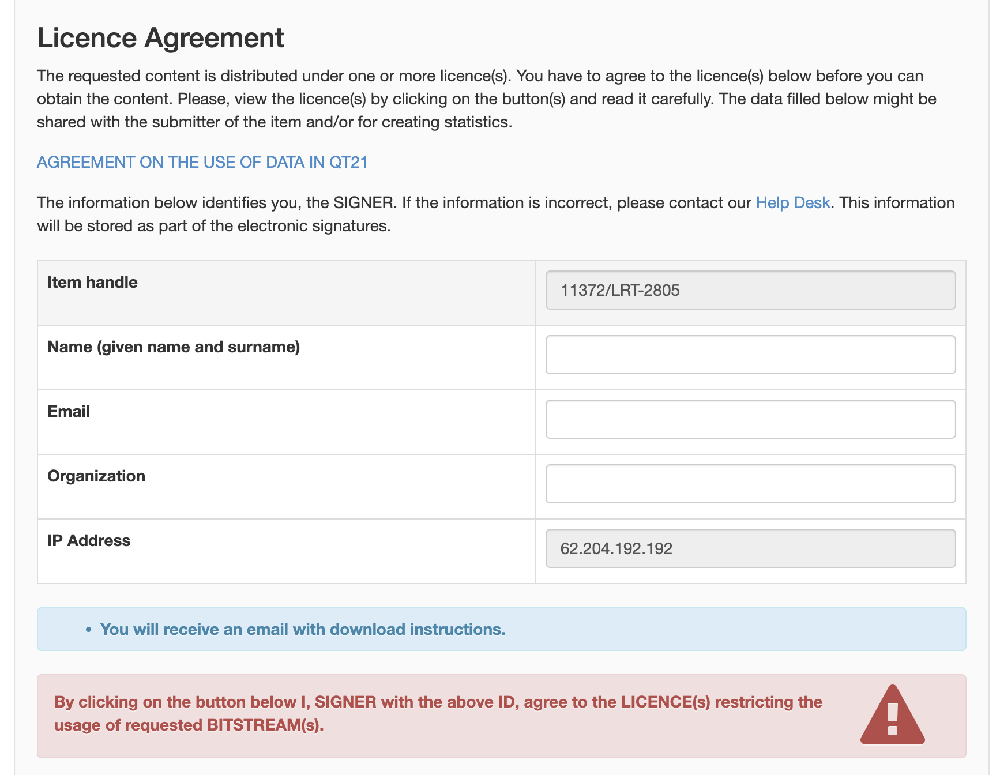 Licence Agreement
The requested content is distributed under one or more licence(s). You have to agree to the licence(s) below before you can
obtain the content. Please, view the licence(s) by clicking on the button(s) and read it carefully. The data filled below might be
shared with the submitter of the item and/or for creating statistics.
AGREEMENT ON THE USE OF DATA IN QT21
The information below identifies you, the SIGNER. If the information is incorrect, please contact our Help Desk. This information
will be stored as part of the electronic signatures.
Item handle
11372/LRT-2805
Name (given name and surname)
Email
Organization
IP Address
62.204.192.192
• You will receive an email with download instructions.
By clicking on the button below I, SIGNER with the above ID, agree to the LICENCE(s) restricting the
usage of requested BITSTREAM(s).